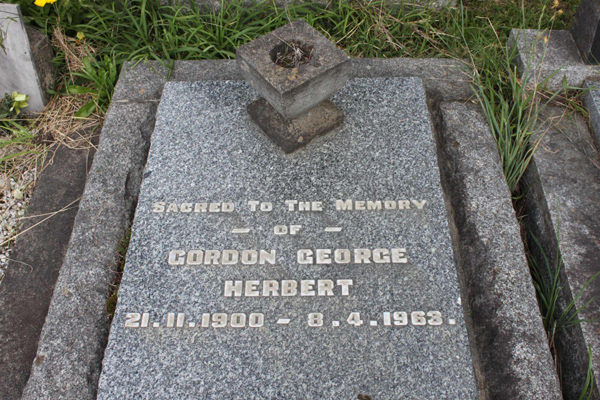 SACRED TO THE MEMORY
– OF –
GORDON GEORGE
HERBERT
21.11.1900 – 8.4.1963.